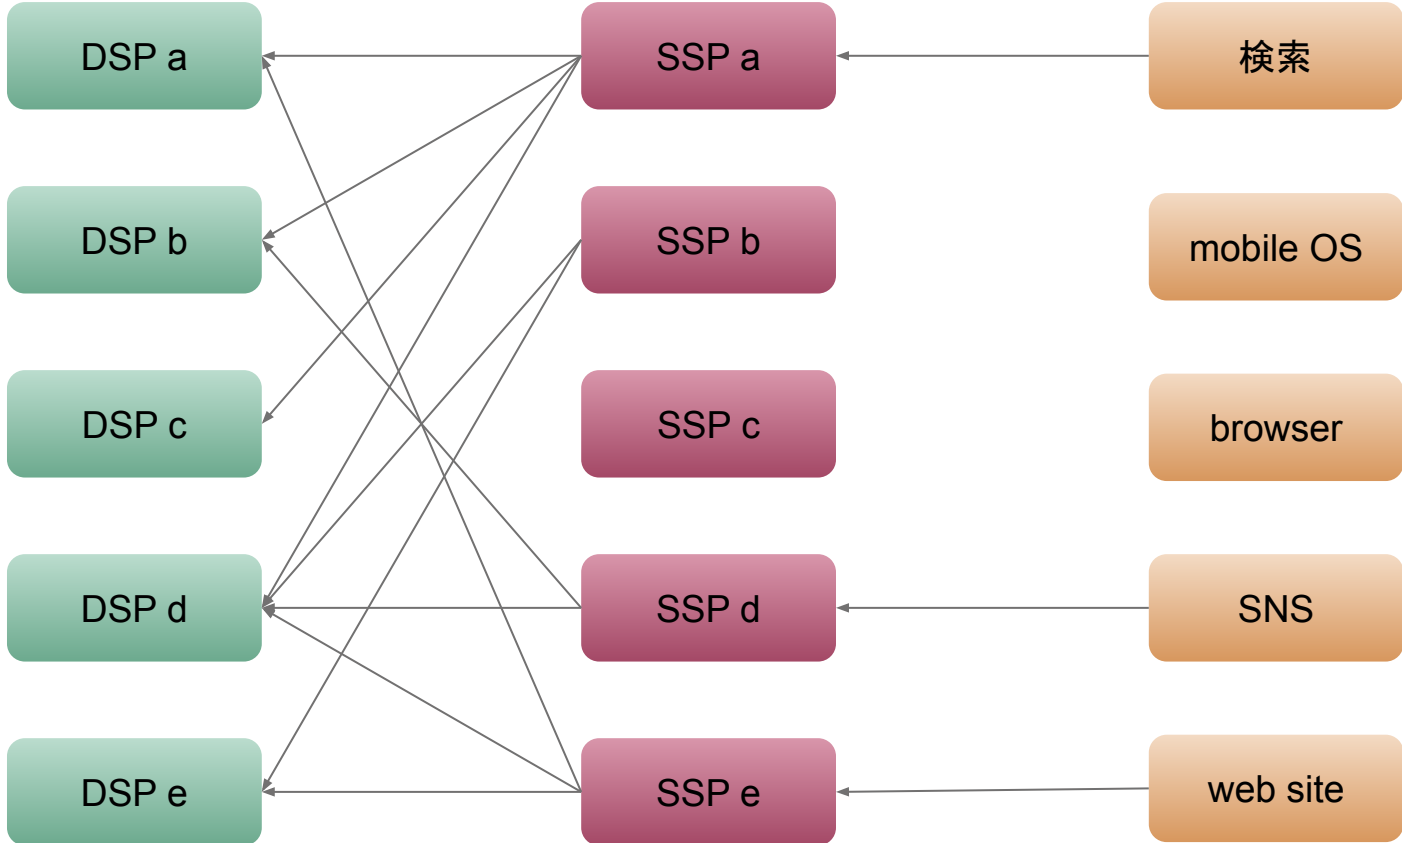 DSP a
SSP a
検索
DSP b
SSP b
mobile OS
DSP c
SSP c
browser
DSP d
SSP d
SNS
DSP e
SSP e
web site